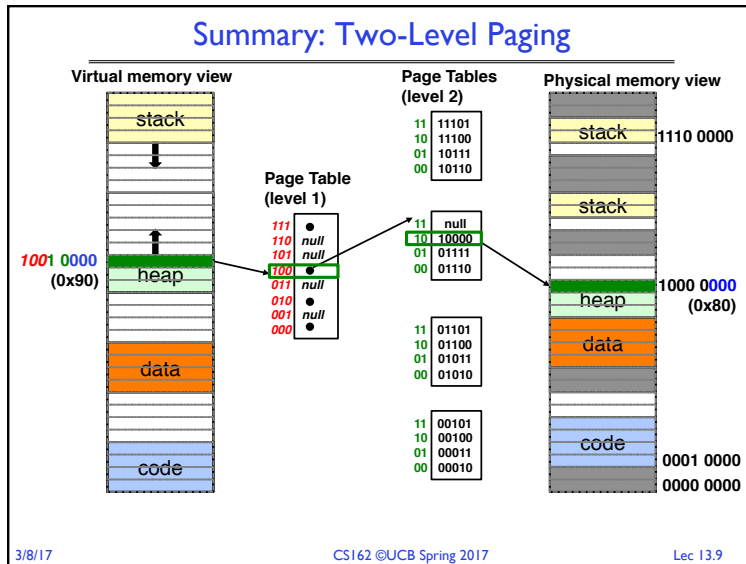 Summary: Two-Level Paging
Virtual memory view
stack
1001 0000
(0x90)
heap
data
code
Page Table
(level 1)
111
110 null
101 null
100
011 null
010
001 null
000
Page Tables
(level 2)
11 11101
10 11100
01 10111
00 10110
11 null
10 10000
01 01111
00 01110
11 01101
10 01100
01 01011
00 01010
11 00101
10 00100
01 00011
00 00010
Physical memory view
stack
1110 0000
stack
1000 0000
(0x80)
heap
data
code
0001 0000
0000 0000
3/8/17
CS162 ©UCB Spring 2017
Lec 13.9